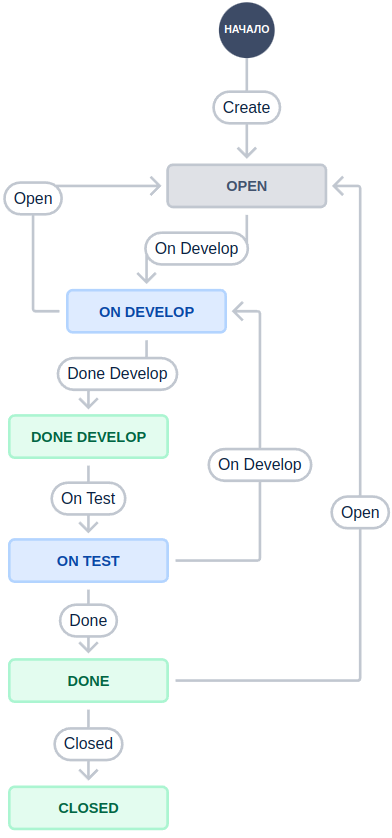 НАЧАЛО
Create
OPEN
Open
On Develop
ON DEVELOP
Done Develop
DONE DEVELOP
On Develop
On Test
Open
ON TEST
Done
DONE
Closed
CLOSED